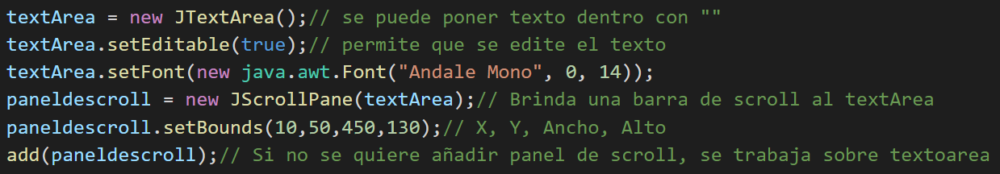 textArea = new JTextArea();// se puede poner texto dentro con ""
textArea.setEditable(true);// permite que se edite el texto
textArea.setFont(new java.awt.Font("Andale Mono", 0, 14));
paneldescroll = new JScrollPane(textArea);// Brinda una barra de scroll al textArea
paneldescroll.setBounds(10,50,450,130);// X, Y, Ancho, Alto
add(paneldescroll);// Si no se quiere añadir panel de scroll, se trabaja sobre textoarea